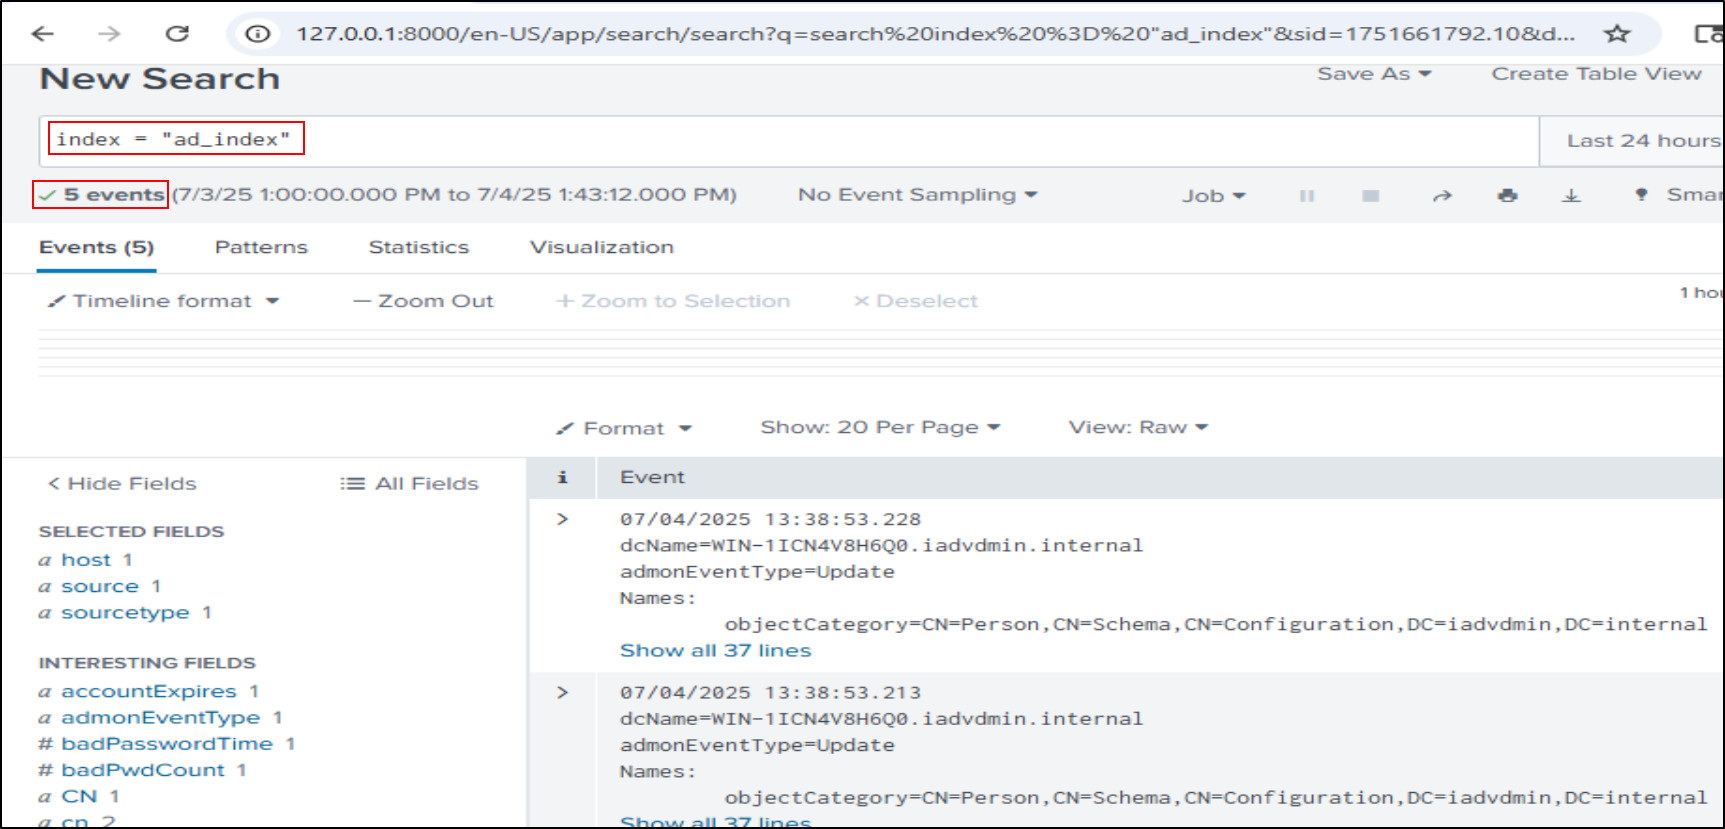 127.0.0.1:8000/en-US/app/search/search?q=search%20index%20%3D%20"ad_index"&sid=1751661792.10&d...
New Search
Save As
Create Table View
index = "ad_index"
Last 24 hours
5 events (7/3/25 1:00:00.000 PM to 7/4/25 1:43:12.000 PM)
No Event Sampling
Job
Smar
Events (5)
Patterns
Statistics
Visualization
Timeline format
— Zoom Out
+ Zoom to Selection
× Deselect
1 hou
Format
Show: 20 Per Page
View: Raw
< Hide Fields
All Fields
i
Event
SELECTED FIELDS
a host 1
a source 1
a sourcetype 1
INTERESTING FIELDS
a accountExpires 1
a admonEventType 1
# badPasswordTime 1
# badPwdCount 1
a CN 1
a cn 2
> 07/04/2025 13:38:53.228
dcName=WIN-1ICN4V8H6Q0.iadvdmin.internal
admonEventType=Update
Names:
objectCategory=CN=Person,CN=Schema,CN=Configuration,DC=iadvdmin,DC=internal
Show all 37 lines
> 07/04/2025 13:38:53.213
dcName=WIN-1ICN4V8H6Q0.iadvdmin.internal
admonEventType=Update
Names:
objectCategory=CN=Person,CN=Schema,CN=Configuration,DC=iadvdmin,DC=internal
Show all 37 lines